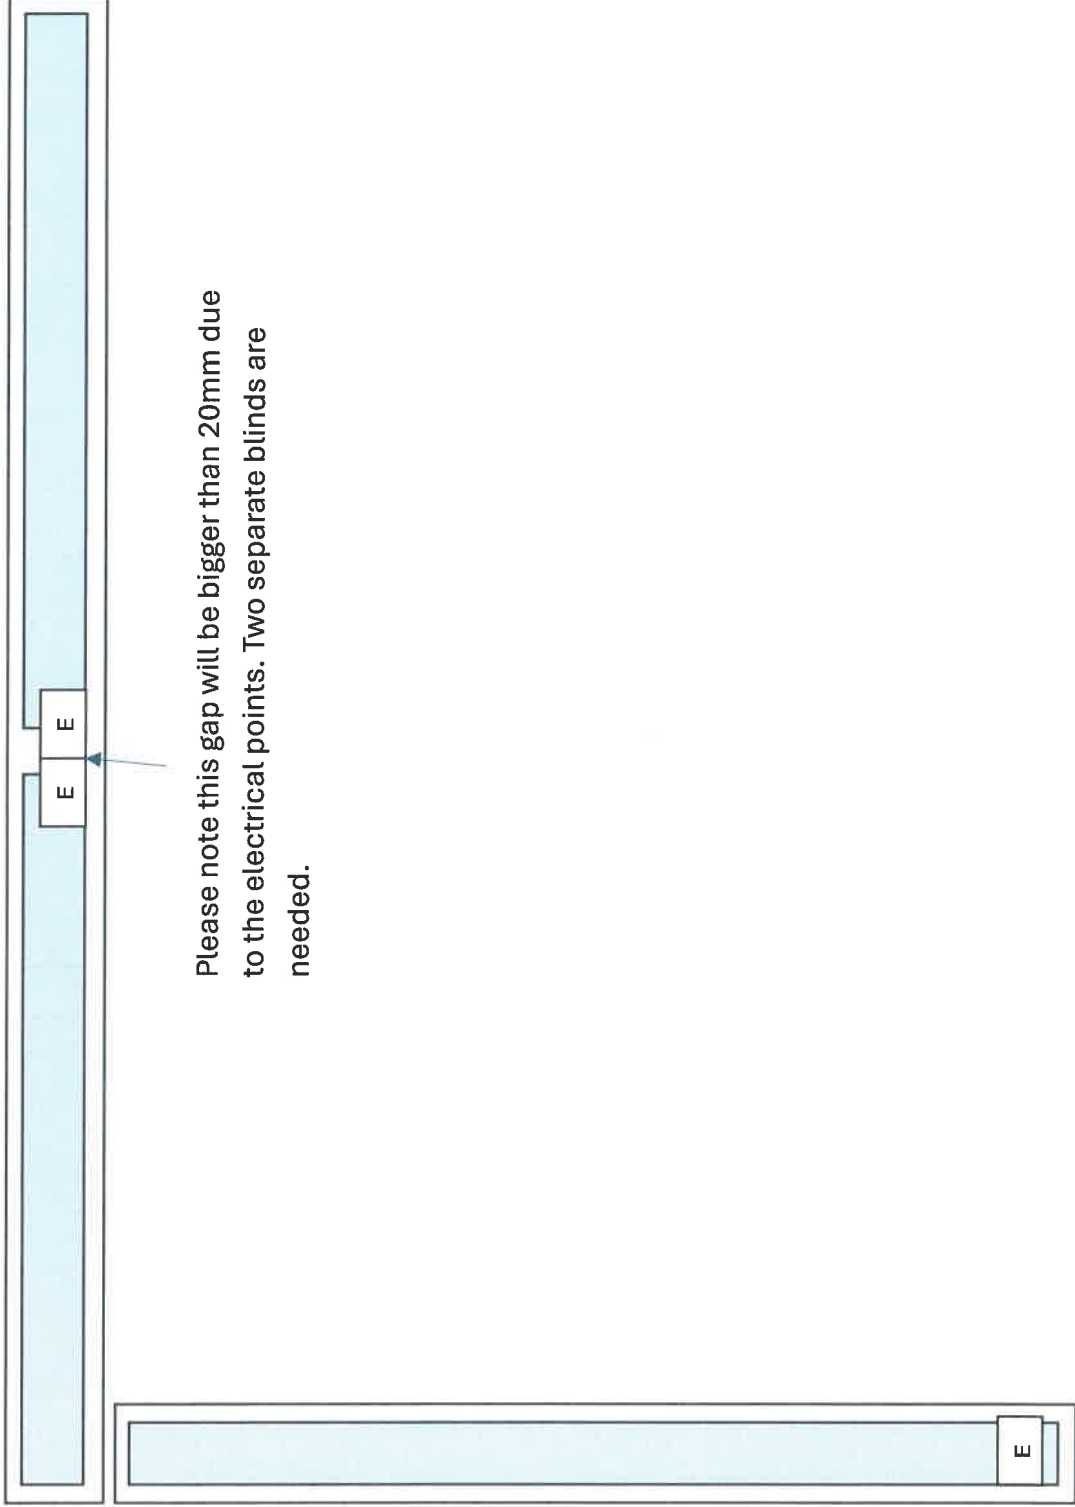 E
E
Please note this gap will be bigger than 20mm due
to the electrical points. Two separate blinds are
needed.
E